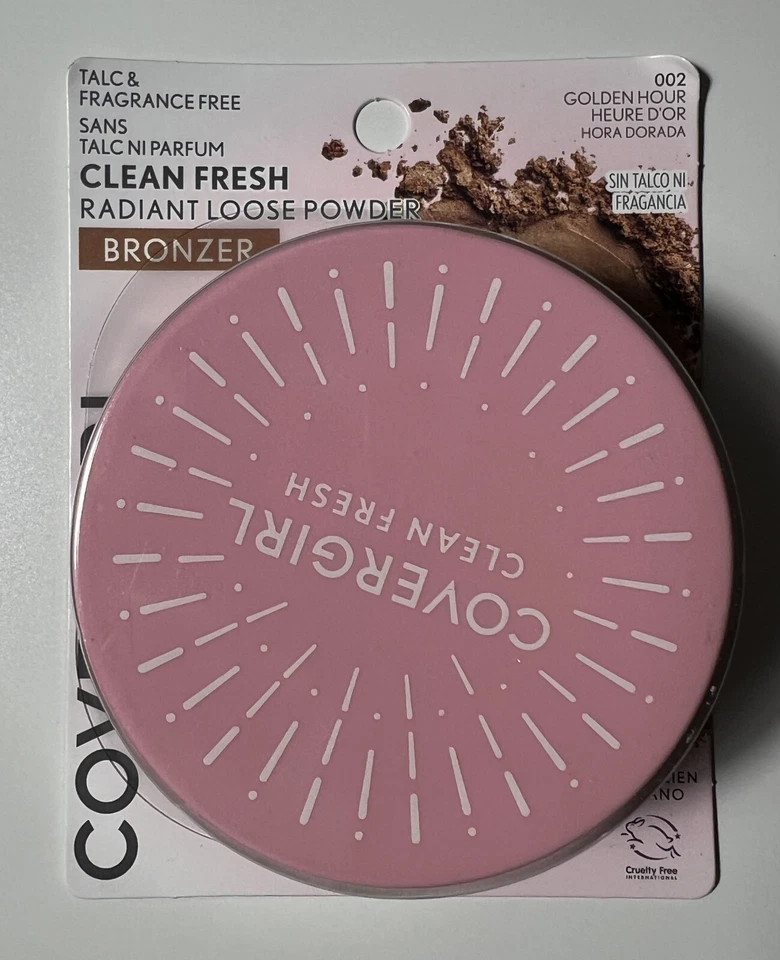 TALC &
FRAGRANCE FREE
SANS
TALC NI PARFUM
CLEAN FRESH
RADIANT LOOSE POWDER
BRONZER
002
GOLDEN HOUR
HEURE D'OR
HORA DORADA
SIN TALCO NI
FRAGANCIA
COVERGIRL
CLEAN FRESH
Cruelty Free
INTERNATIONAL